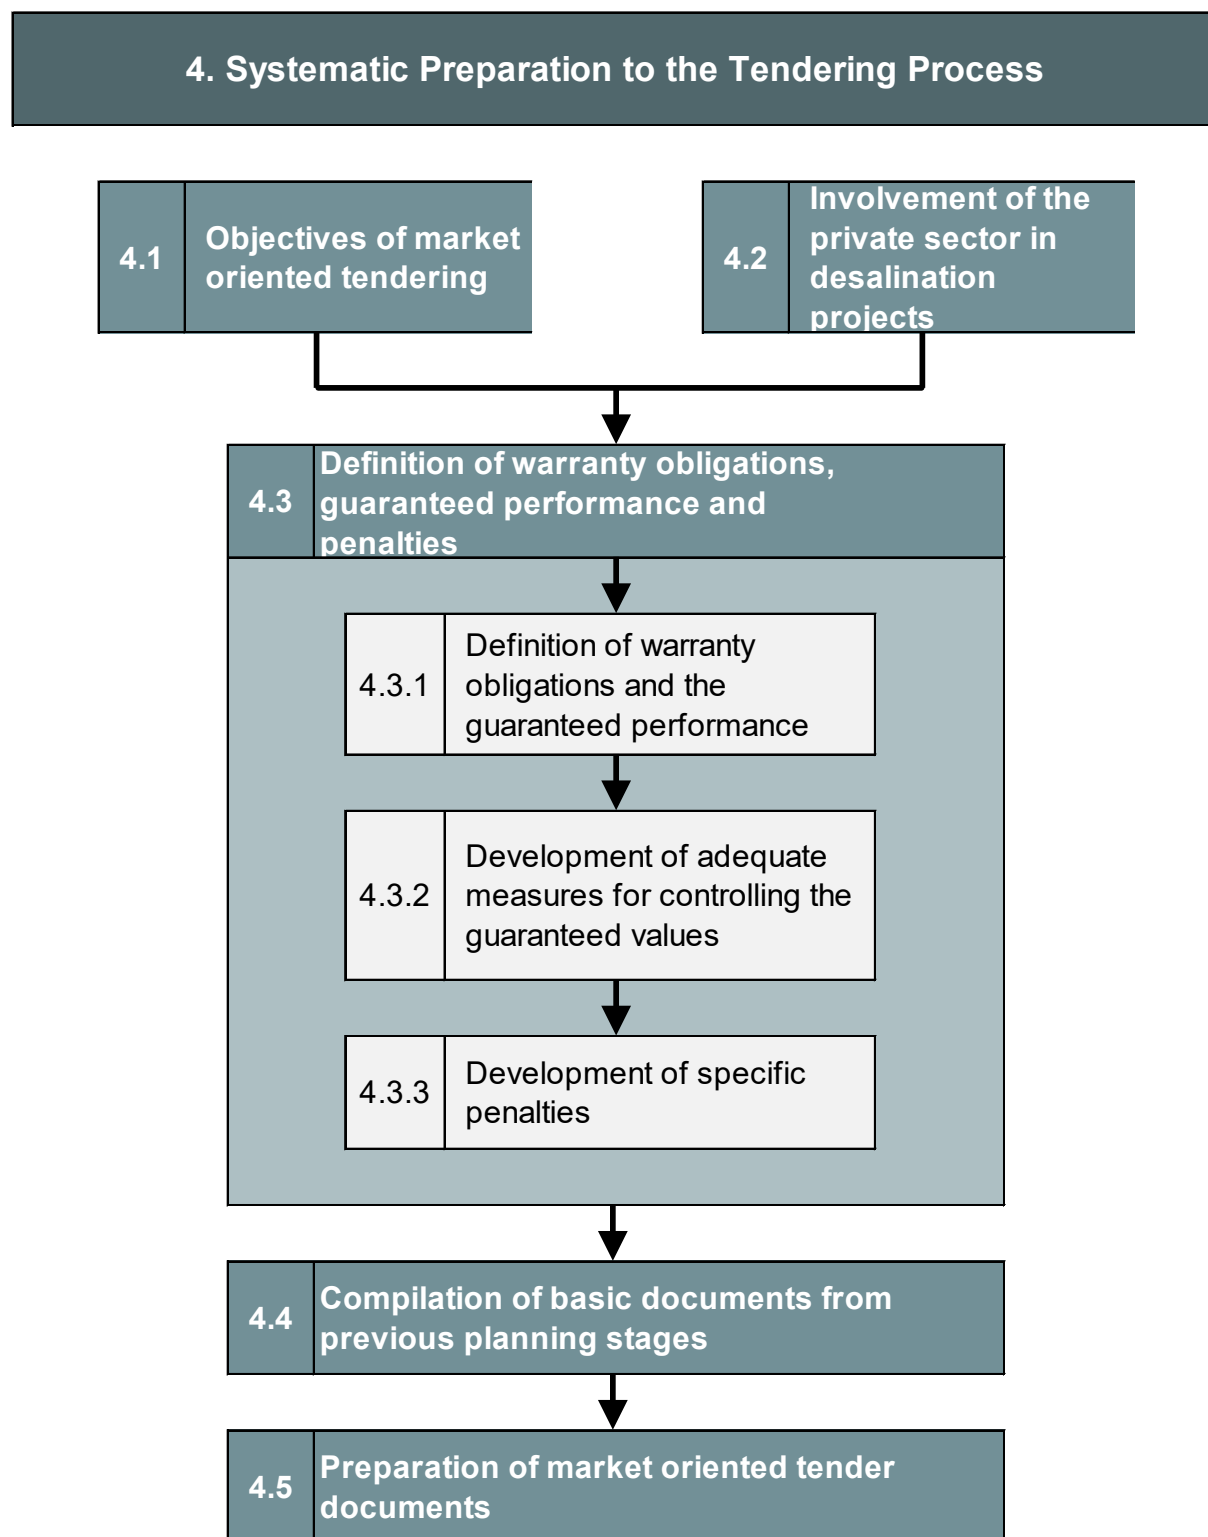 4. Systematic Preparation to the Tendering Process
4.1
Objectives of market
oriented tendering
4.2
Involvement of the
private sector in
desalination
projects
4.3
Definition of warranty obligations,
guaranteed performance and
penalties
4.3.1
Definition of warranty
obligations and the
guaranteed performance
4.3.2
Development of adequate
measures for controlling the
guaranteed values
4.3.3
Development of specific
penalties
4.4
Compilation of basic documents from
previous planning stages
4.5
Preparation of market oriented tender
documents